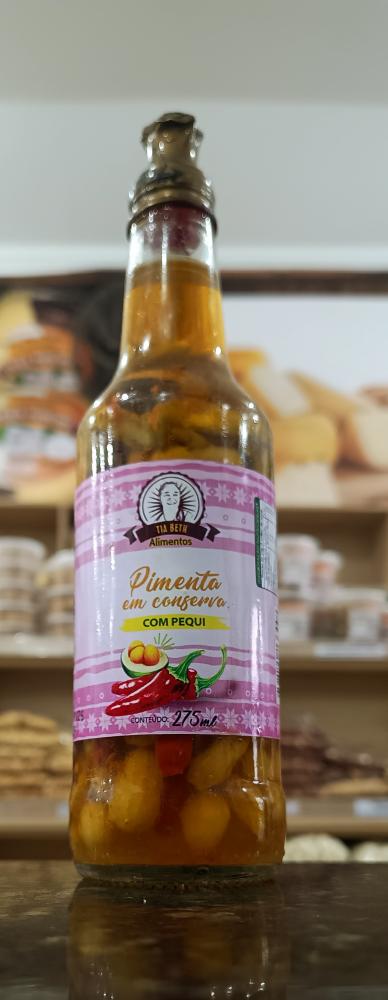 TIA BETH
Alimentos
Pimenta
em conserva
COM PEQUI
CONTEÚDO: 275ml